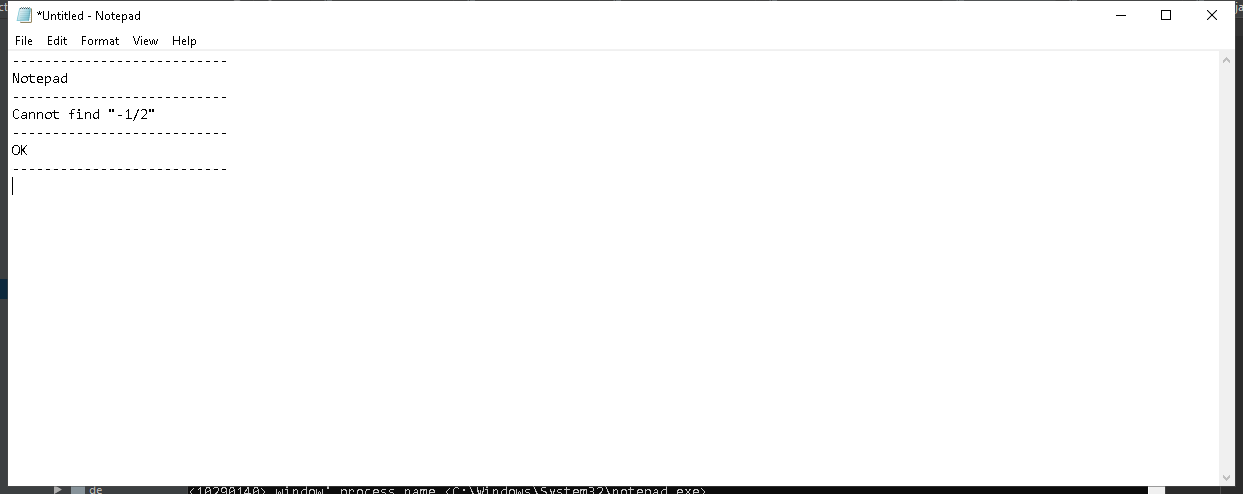 *Untitled - Notepad
File Edit Format View Help
---------------------------
Notepad
---------------------------
Cannot find "-1/2"
---------------------------
OK
---------------------------
de <10290140> window' process name <C:\Windows\System32\notepad.exe>